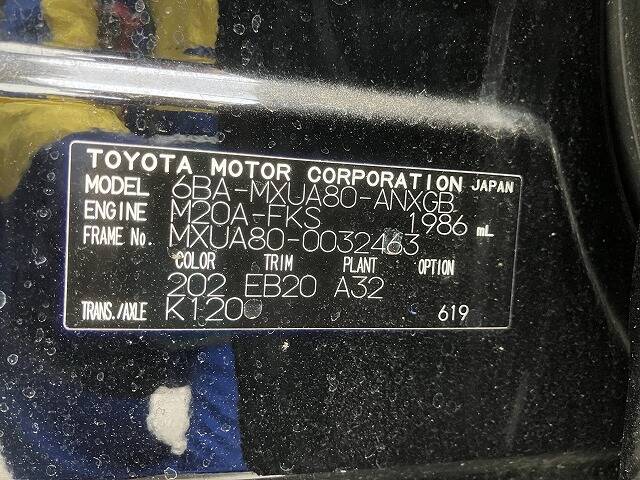 TOYOTA MOTOR CORPORATION JAPAN
MODEL 6BA-MXUA80-ANXGB
ENGINE M20A-FKS 1986 mL
FRAME No. MXUA80-0032463
COLOR TRIM PLANT OPTION
202 EB20 A32
TRANS./AXLE K120 619